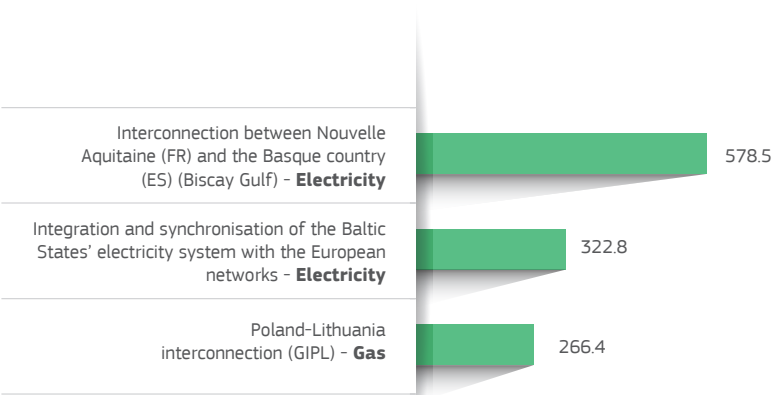 Interconnection between Nouvelle
Aquitaine (FR) and the Basque country
(ES) (Biscay Gulf) - Electricity
578.5
Integration and synchronisation of the Baltic
States’ electricity system with the European
networks - Electricity
322.8
Poland-Lithuania
interconnection (GIPL) - Gas
266.4